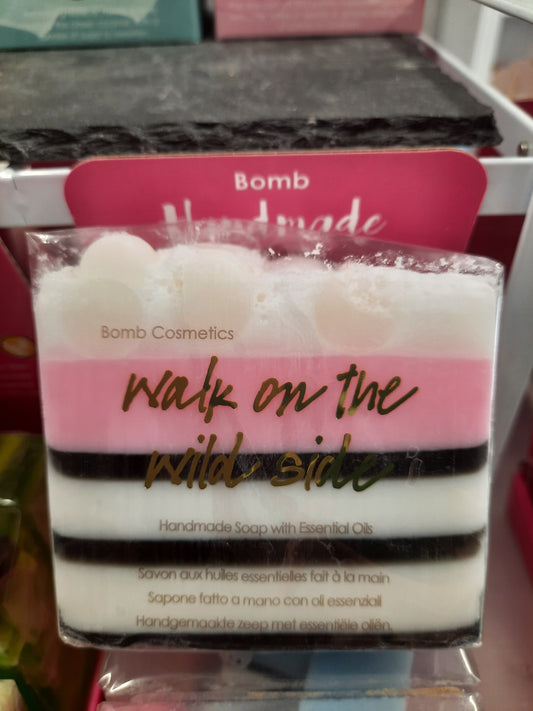 Bomb
Handmade
Bomb Cosmetics
walk on the
wild side
Handmade Soap with Essential Oils
Savon aux huiles essentielles fait à la main
Sapone fatto a mano con oli essenziali
Handgemaakte zeep met essentiële oliën.